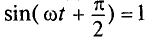 sin( ωt + π/2 ) = 1